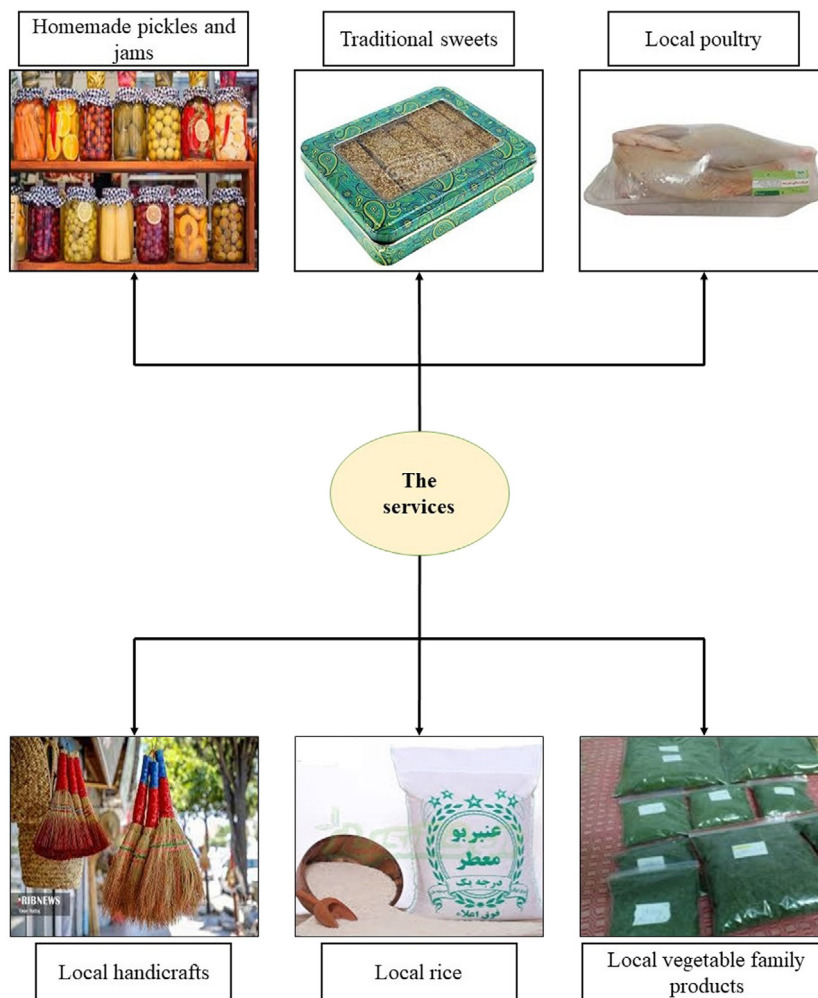 Homemade pickles and
jams
Traditional sweets
Local poultry
The
services
RIBNEWS
عنبربو
معطر
درجه یک
فوق اعلاء
Local handicrafts
Local rice
Local vegetable family
products